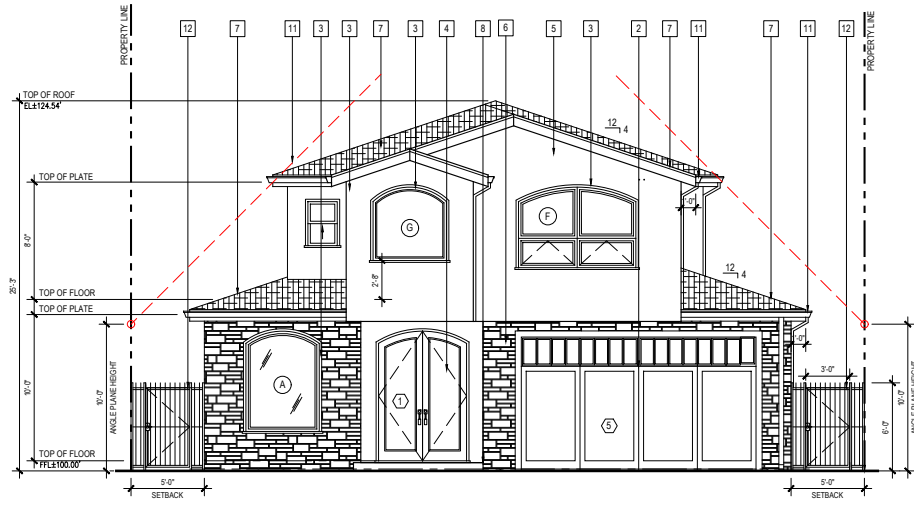 PROPERTY LINE
12
7
11
3
3
7
3
4
8
6
5
3
2
7
11
7
11
12
PROPERTY LINE
TOP OF ROOF
EL±124.54'
12
4
TOP OF PLATE
1'-0"
G
F
8'-0"
25'-3"
2'-8"
12
4
TOP OF FLOOR
TOP OF PLATE
1'-0"
10'-0"
10'-0"
ANGLE PLANE HEIGHT
A
1
5
3'-0"
6'-0"
10'-0"
ANGLE PLANE HEIGHT
TOP OF FLOOR
FFL±100.00'
5'-0"
SETBACK
5'-0"
SETBACK